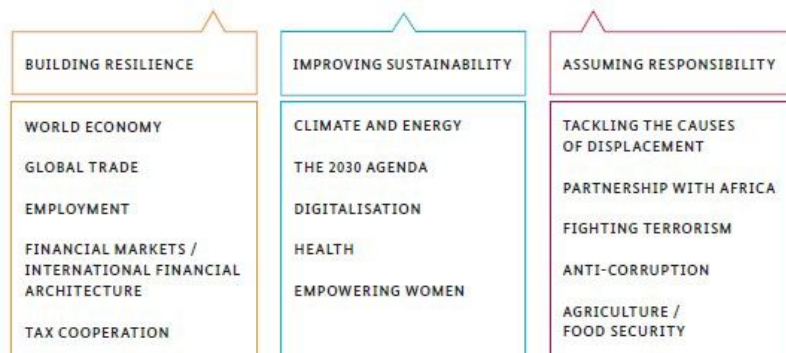 BUILDING RESILIENCE
WORLD ECONOMY
GLOBAL TRADE
EMPLOYMENT
FINANCIAL MARKETS /
INTERNATIONAL FINANCIAL
ARCHITECTURE
TAX COOPERATION
IMPROVING SUSTAINABILITY
CLIMATE AND ENERGY
THE 2030 AGENDA
DIGITALISATION
HEALTH
EMPOWERING WOMEN
ASSUMING RESPONSIBILITY
TACKLING THE CAUSES
OF DISPLACEMENT
PARTNERSHIP WITH AFRICA
FIGHTING TERRORISM
ANTI-CORRUPTION
AGRICULTURE /
FOOD SECURITY